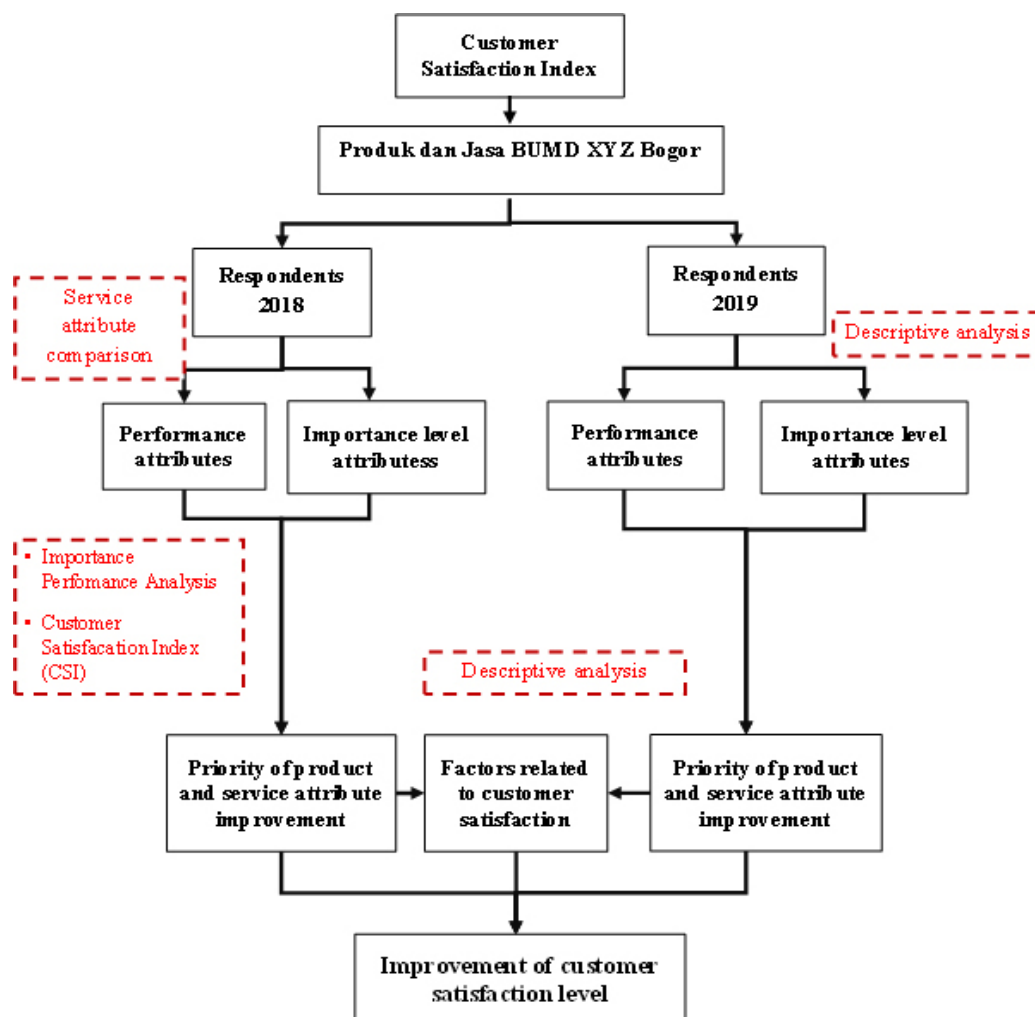 Customer
Satisfaction Index
Produk dan Jasa BUMD XYZ Bogor
Respondents
2018
Respondents
2019
Service
attribute
comparison
Descriptive analysis
Performance
attributes
Importance level
attributess
Performance
attributes
Importance level
attributes
▪ Importance
Perfomance Analysis
▪ Customer
Satisfacation Index
(CSI)
Descriptive analysis
Priority of product
and service attribute
improvement
Factors related
to customer
satisfaction
Priority of product
and service attribute
improvement
Improvement of customer
satisfaction level